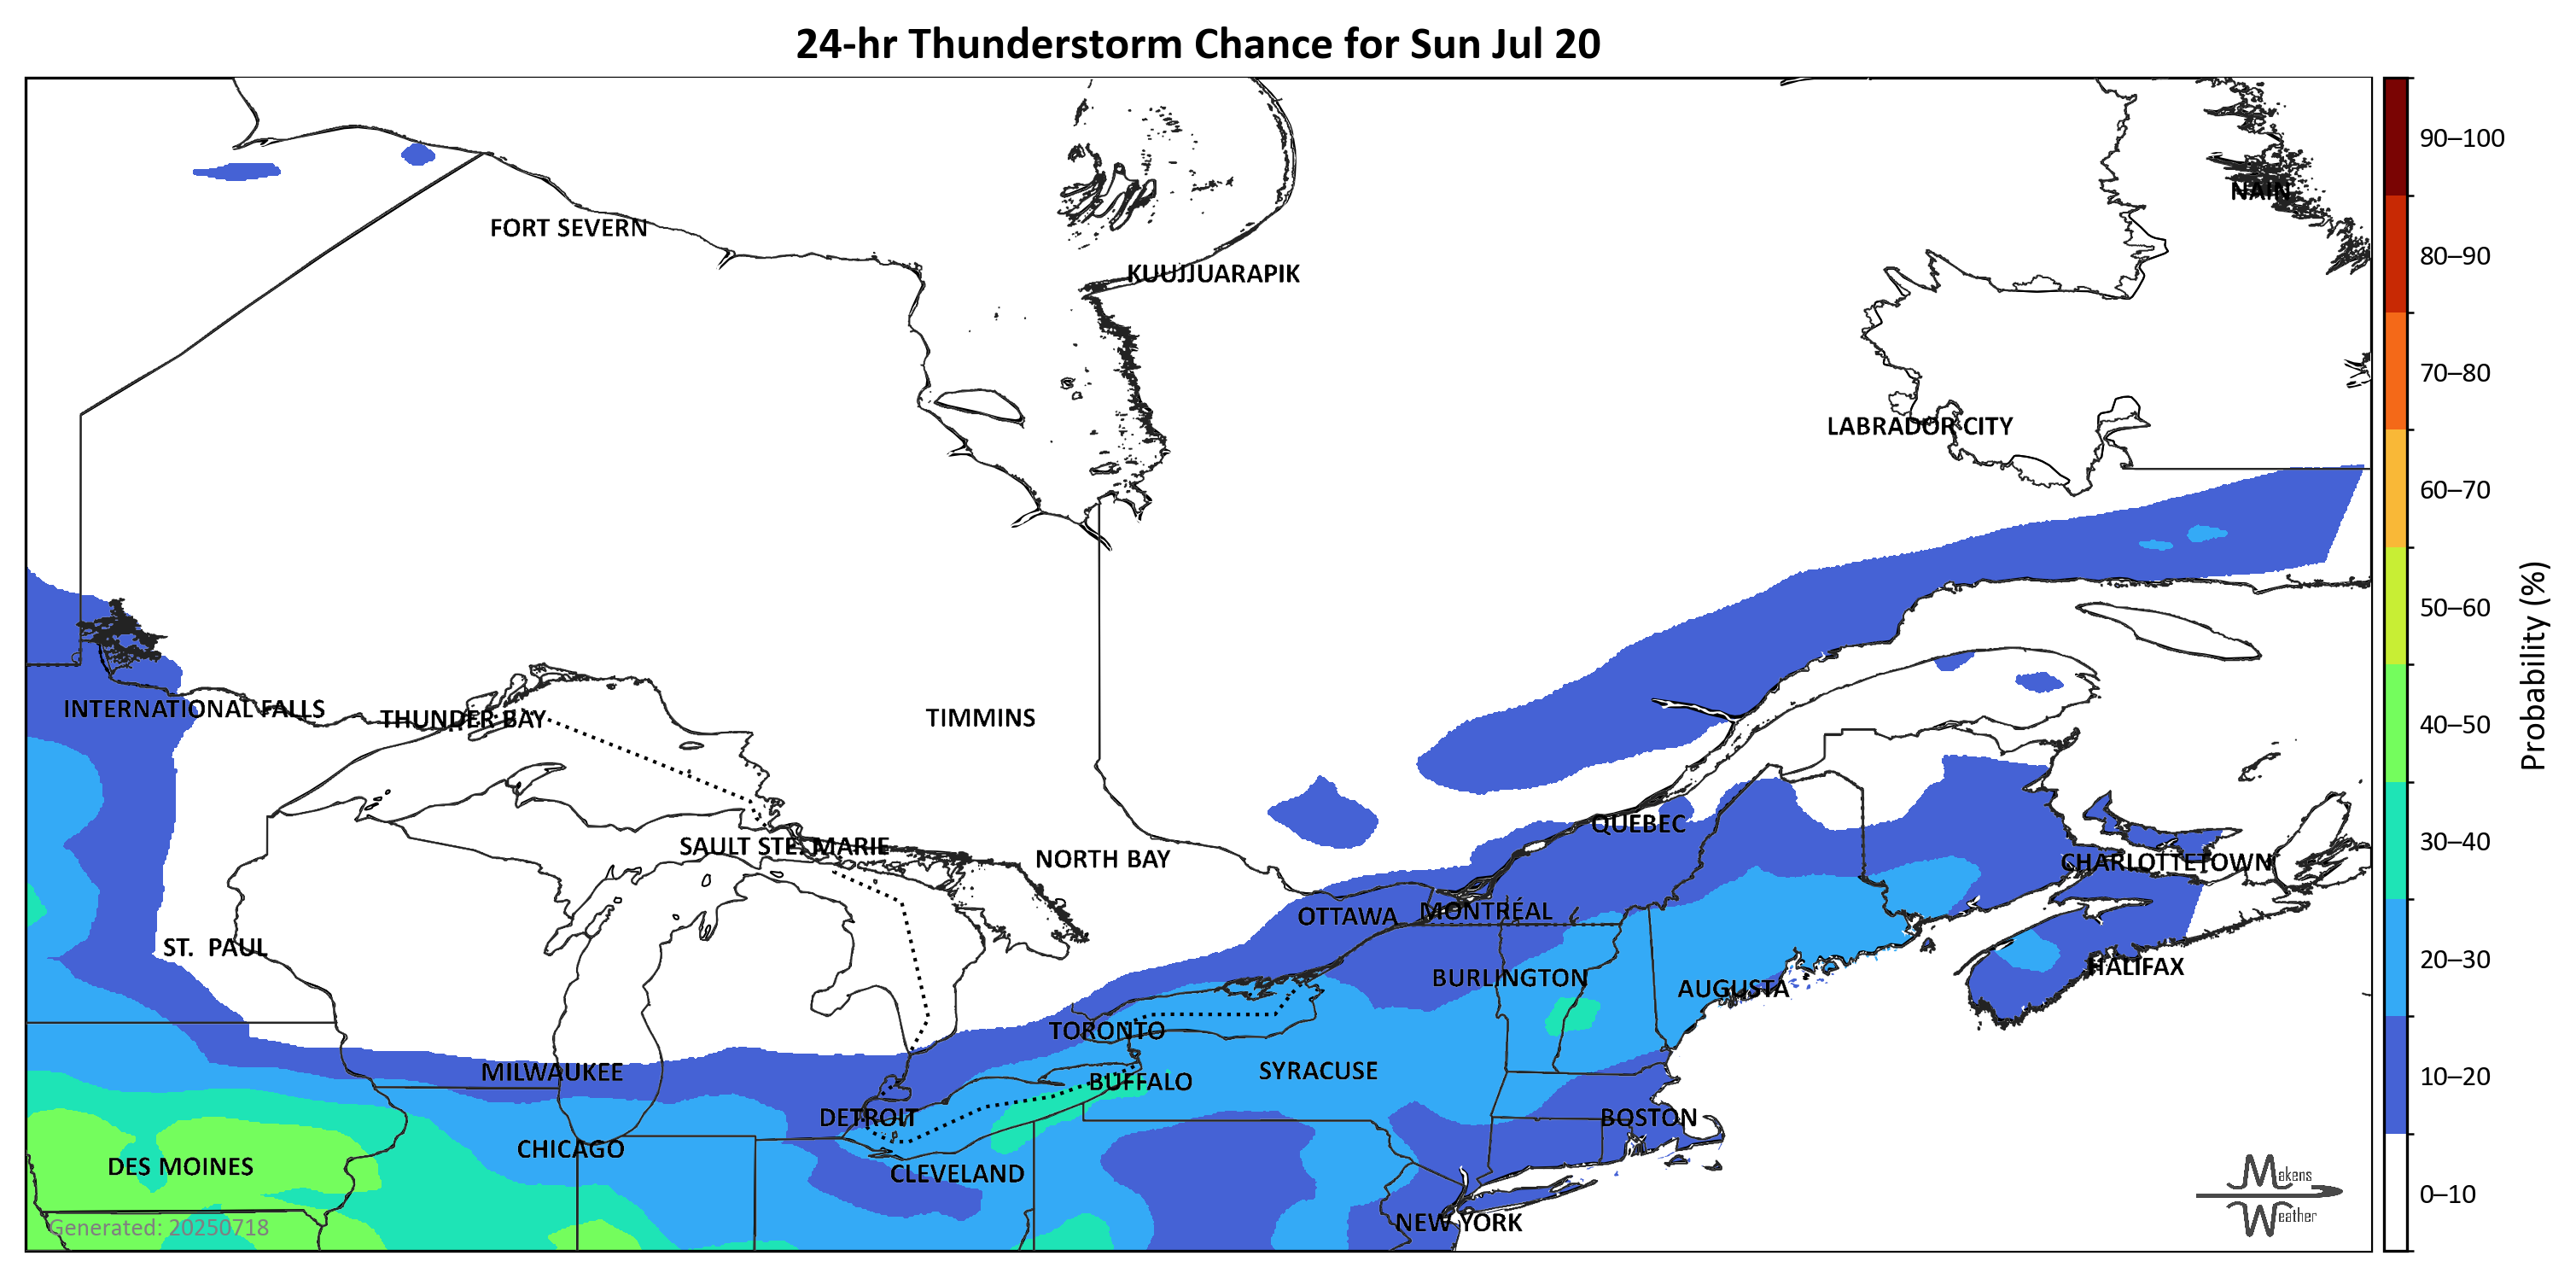 24-hr Thunderstorm Chance for Sun Jul 20
NAIN
FORT SEVERN
KUUJJUARAPIK
LABRADOR CITY
INTERNATIONAL FALLS
THUNDER BAY
TIMMINS
QUEBEC
SAULT STE. MARIE
NORTH BAY
CHARLOTTETOWN
OTTAWA
MONTRÉAL
ST. PAUL
HALIFAX
BURLINGTON
AUGUSTA
TORONTO
MILWAUKEE
SYRACUSE
BUFFALO
DETROIT
BOSTON
CHICAGO
DES MOINES
CLEVELAND
NEW YORK
Generated: 20250718
Makens
Weather
90–100
80–90
70–80
60–70
50–60
40–50
30–40
20–30
10–20
0–10
Probability (%)